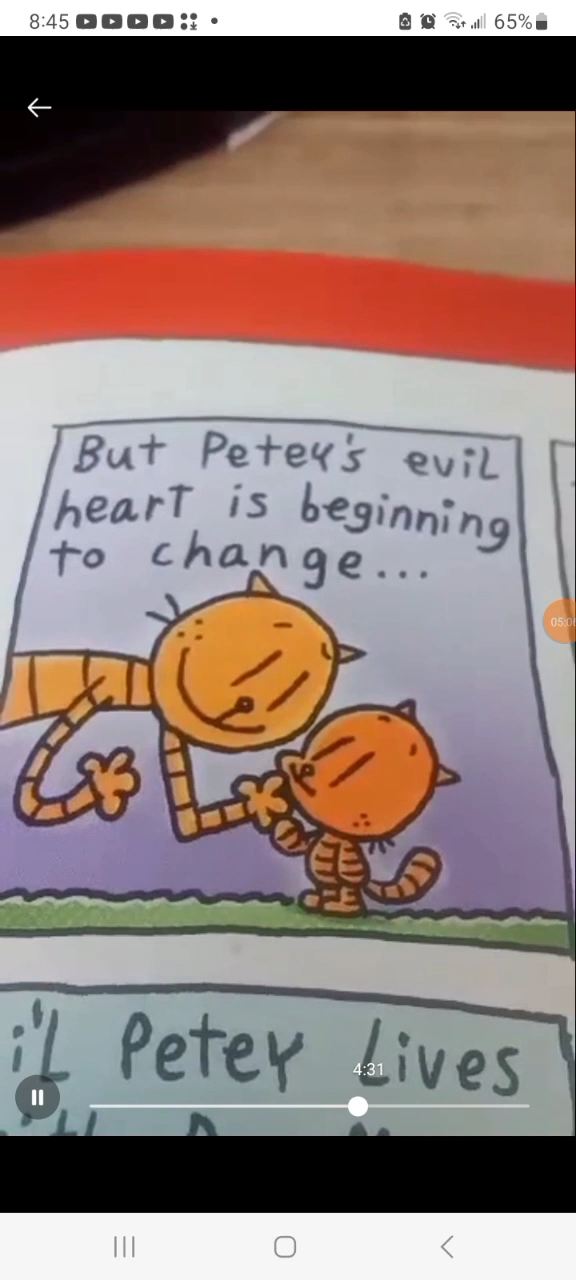 8:45
65%
But Petey's evil
heart is beginning
to change...
i'L Petey Lives
4:31